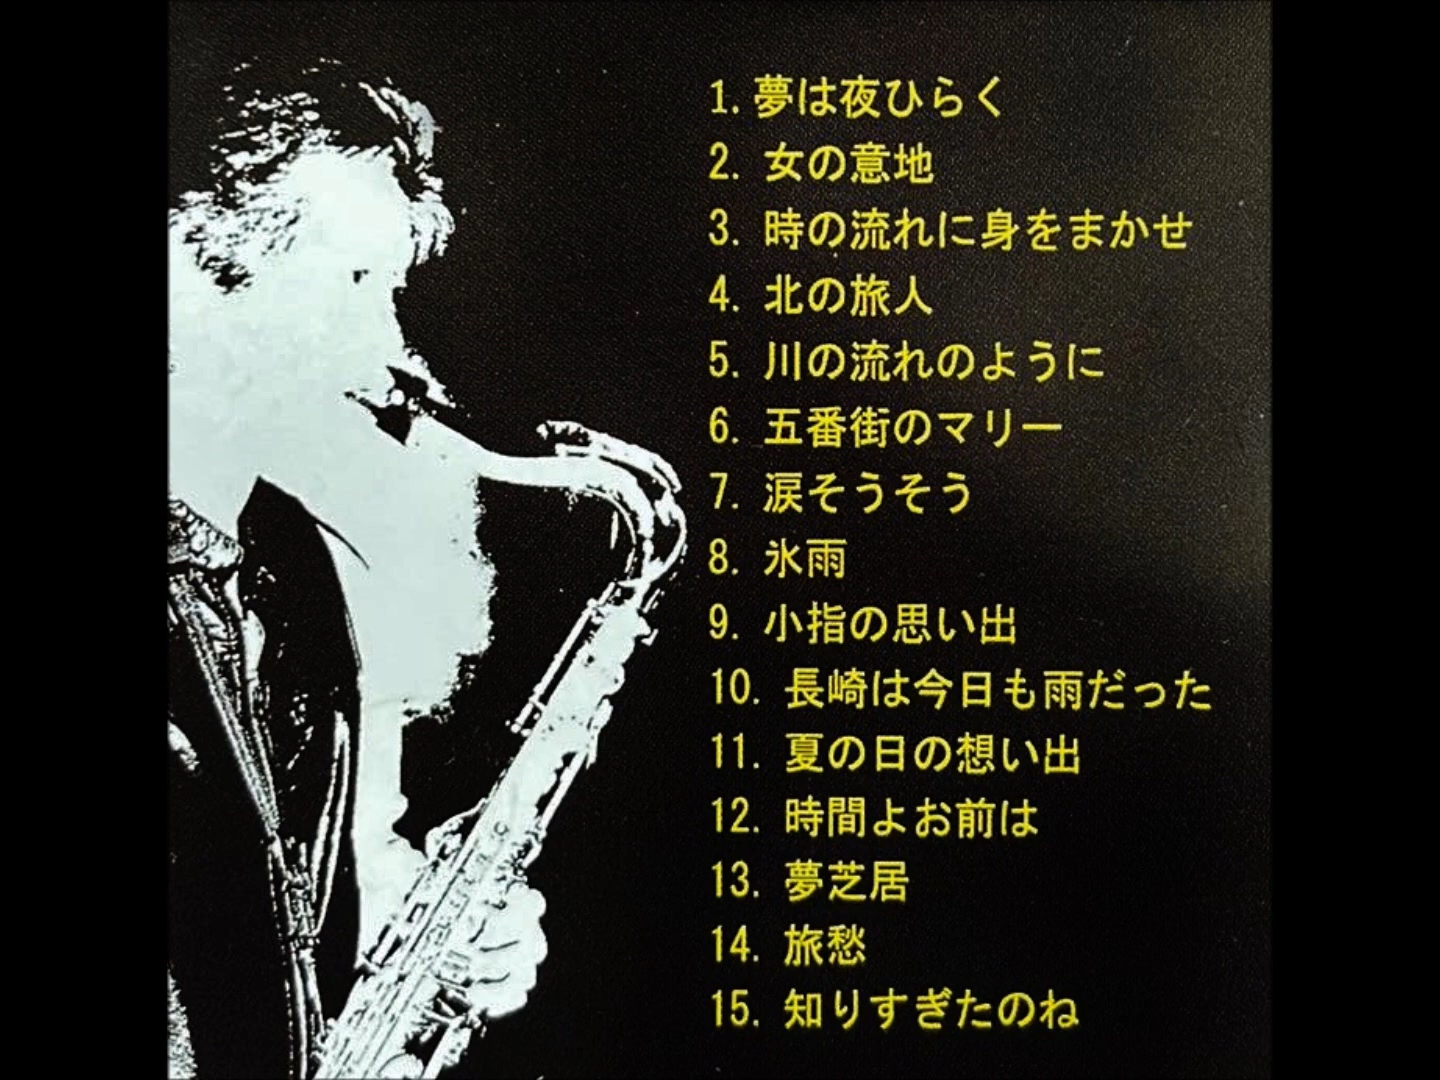 1. 夢は夜ひらく
2. 女の意地
3. 時の流れに身をまかせ
4. 北の旅人
5. 川の流れのように
6. 五番街のマリー
7. 涙そうそう
8. 氷雨
9. 小指の思い出
10. 長崎は今日も雨だった
11. 夏の日の想い出
12. 時間よお前は
13. 夢芝居
14. 旅愁
15. 知りすぎたのね